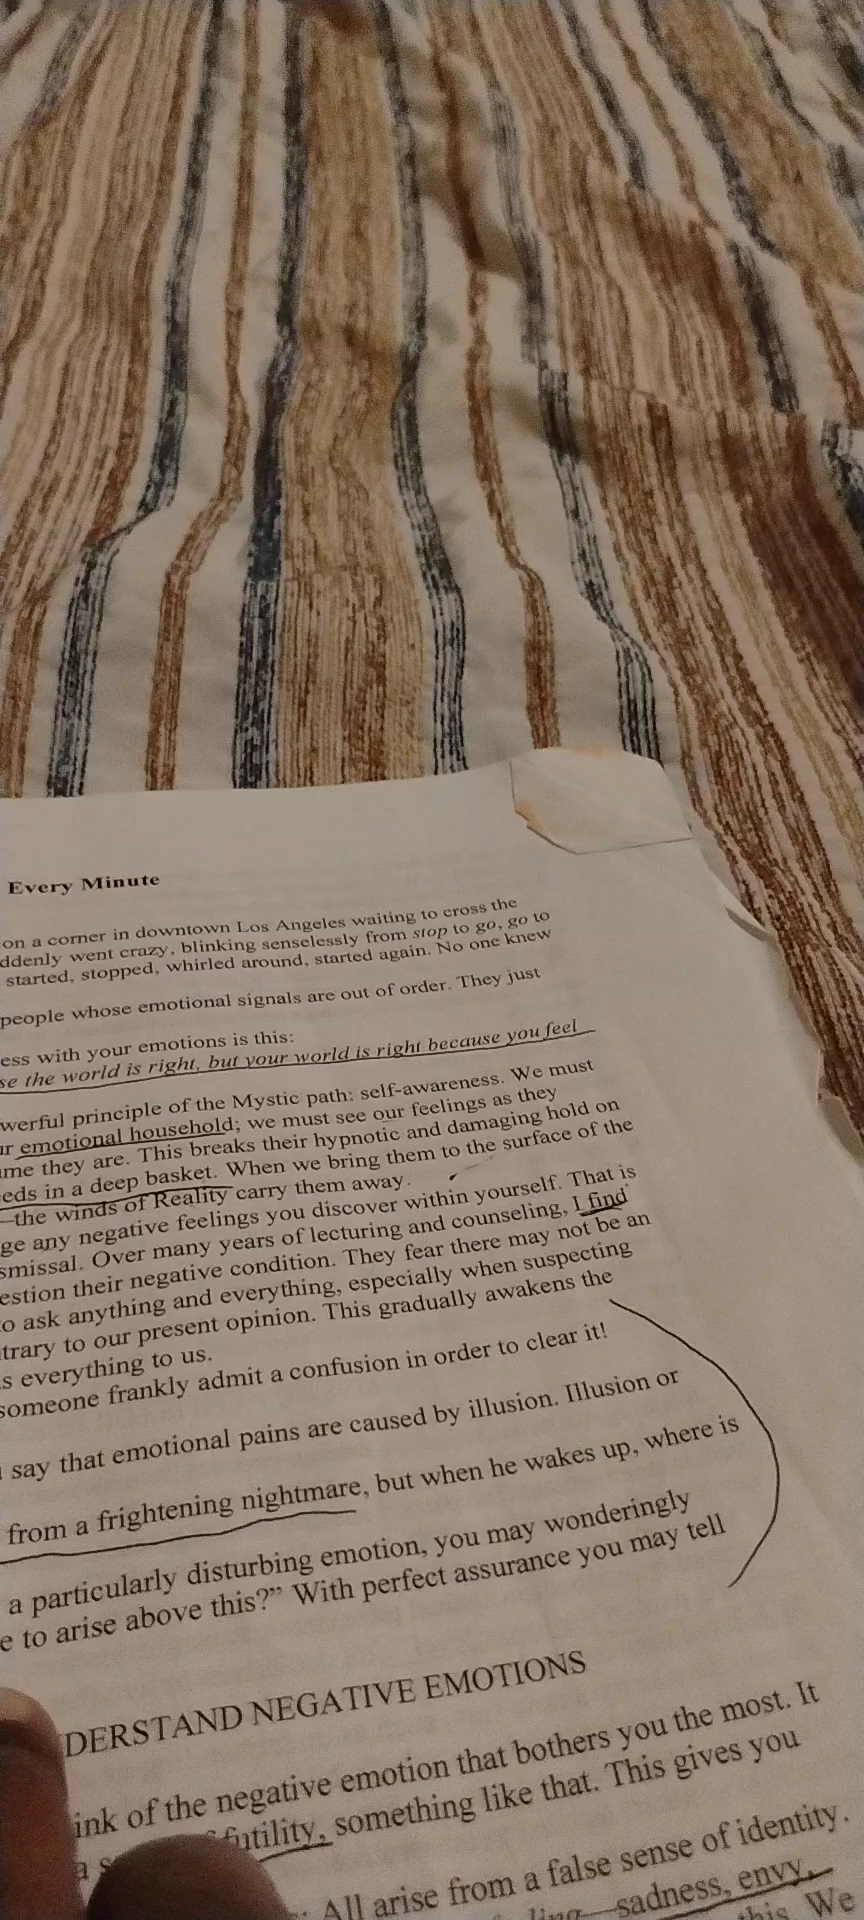 Every Minute
on a corner in downtown Los Angeles waiting to cross the
ddenly went crazy, blinking senselessly from stop to go, go to
started, stopped, whirled around, started again. No one knew
people whose emotional signals are out of order. They just
ess with your emotions is this:
se the world is right, but your world is right because you feel
werful principle of the Mystic path: self-awareness. We must
ur emotional household; we must see our feelings as they
me they are. This breaks their hypnotic and damaging hold on
eds in a deep basket. When we bring them to the surface of the
—the winds of Reality carry them away.
ge any negative feelings you discover within yourself. That is
smissal. Over many years of lecturing and counseling, I find
estion their negative condition. They fear there may not be an
o ask anything and everything, especially when suspecting
trary to our present opinion. This gradually awakens the
s everything to us.
someone frankly admit a confusion in order to clear it!
say that emotional pains are caused by illusion. Illusion or
from a frightening nightmare, but when he wakes up, where is
a particularly disturbing emotion, you may wonderingly
e to arise above this?” With perfect assurance you may tell
DERSTAND NEGATIVE EMOTIONS
ink of the negative emotion that bothers you the most. It
a futility, something like that. This gives you
All arise from a false sense of identity.
—sadness, envy,
this. We